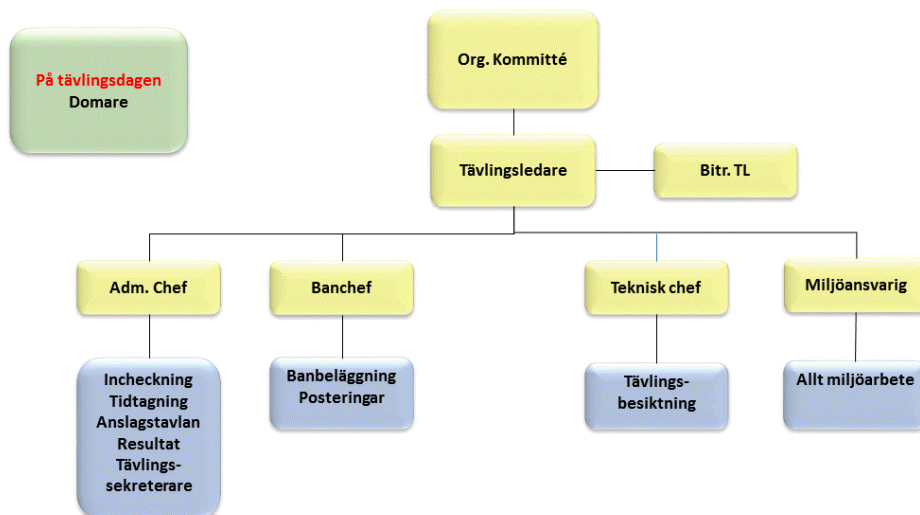 På tävlingsdagen
Domare
Org. Kommitté
Tävlingsledare
Bitr. TL
Adm. Chef
Banchef
Teknisk chef
Miljöansvarig
Incheckning
Tidtagning
Anslagstavlan
Resultat
Tävlings-
sekreterare
Banbeläggning
Posteringar
Tävlings-
besiktning
Allt miljöarbete